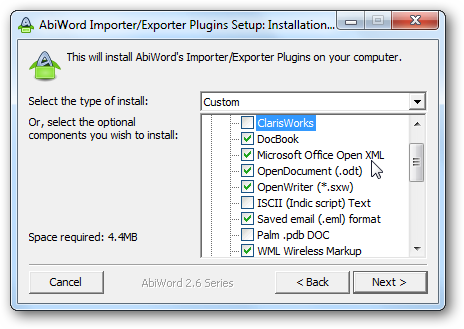 AbiWord Importer/Exporter Plugins Setup: Installation...
This will install AbiWord's Importer/Exporter Plugins on your computer.
Select the type of install:
Custom
Or, select the optional
components you wish to install:
ClarisWorks
DocBook
Microsoft Office Open XML
OpenDocument (.odt)
OpenWriter (*.sxw)
ISCII (Indic script) Text
Saved email (.eml) format
Palm .pdb DOC
WML Wireless Markup
Space required: 4.4MB
Cancel
AbiWord 2.6 Series
< Back
Next >